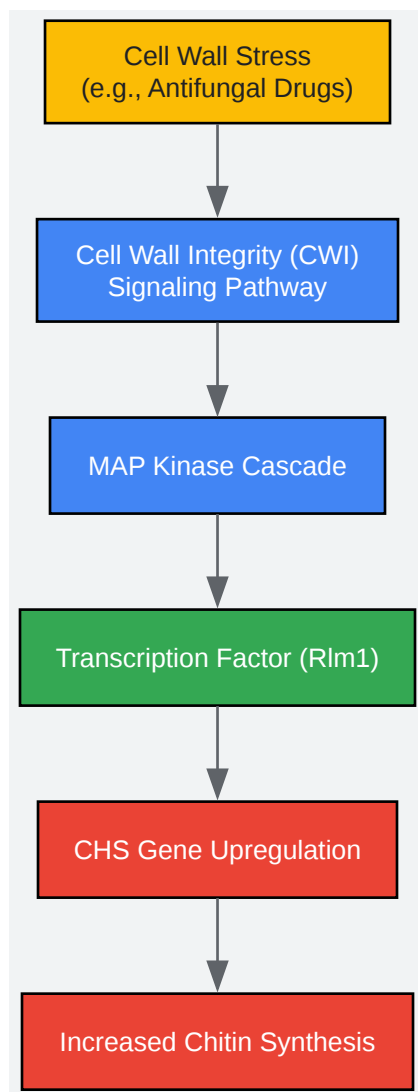 Cell Wall Stress
(e.g., Antifungal Drugs)
Cell Wall Integrity (CWI)
Signaling Pathway
MAP Kinase Cascade
Transcription Factor (Rlm1)
CHS Gene Upregulation
Increased Chitin Synthesis